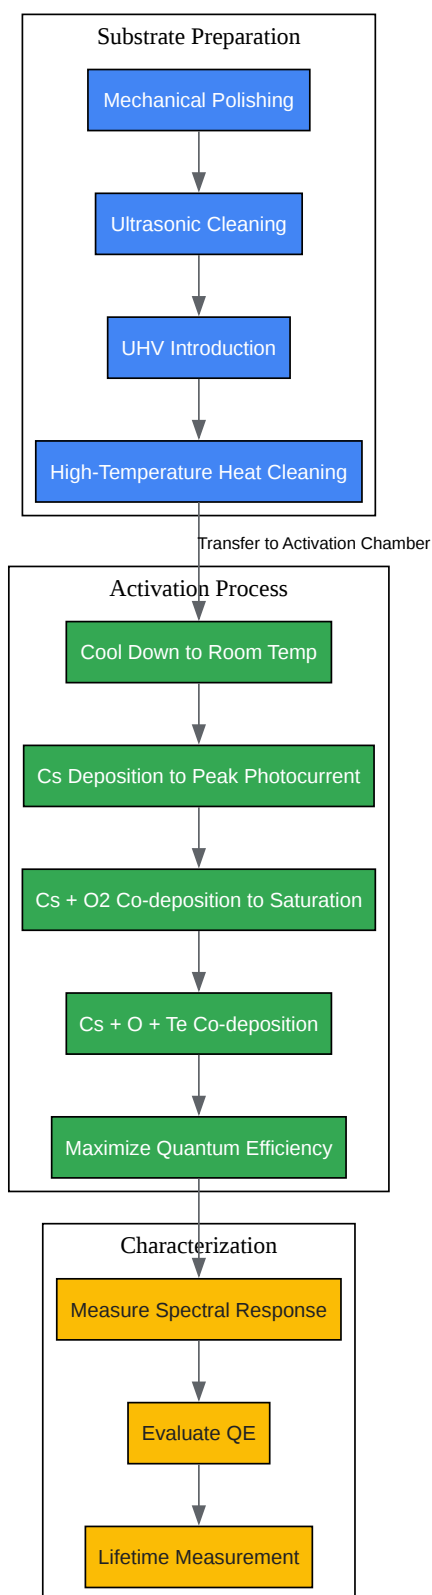 Substrate Preparation
Mechanical Polishing
Ultrasonic Cleaning
UHV Introduction
High-Temperature Heat Cleaning
Transfer to Activation Chamber
Activation Process
Cool Down to Room Temp
Cs Deposition to Peak Photocurrent
Cs + O2 Co-deposition to Saturation
Cs + O + Te Co-deposition
Maximize Quantum Efficiency
Characterization
Measure Spectral Response
Evaluate QE
Lifetime Measurement